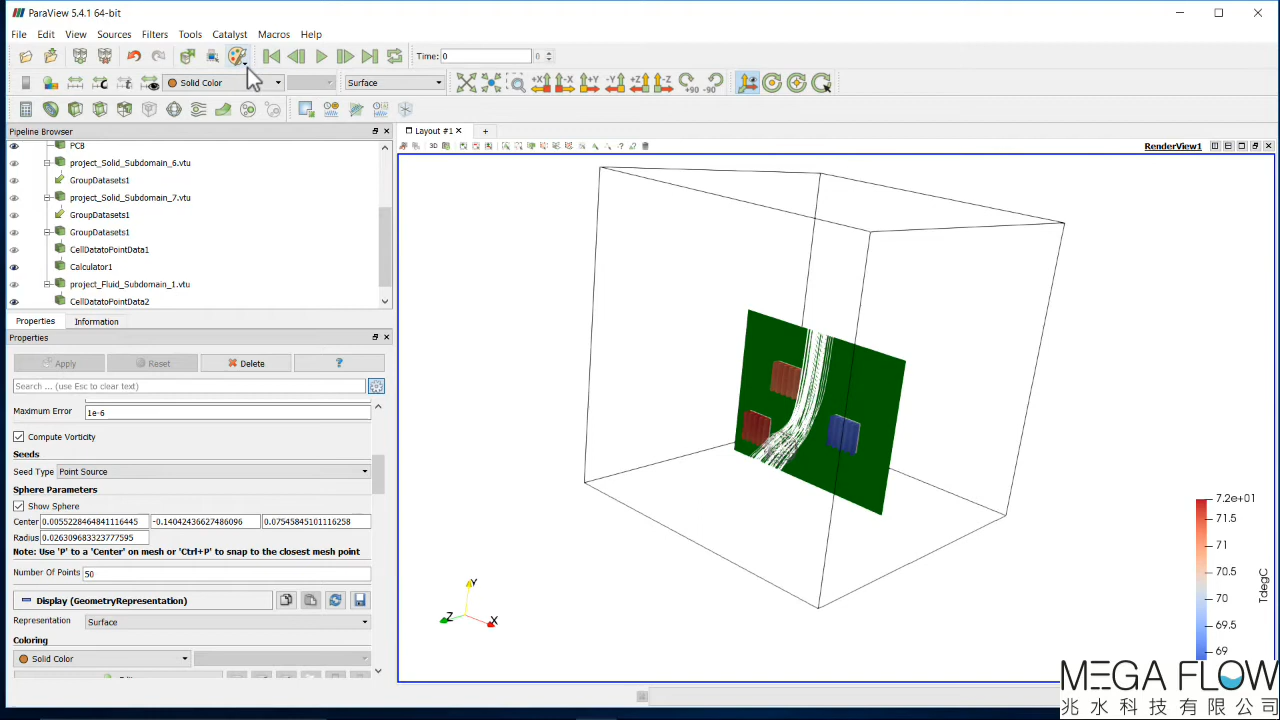 ParaView 5.4.1 64-bit
File Edit View Sources Filters Tools Catalyst Macros Help
Time: 0 0
Solid Color Surface +X -X +Y -Y +Z -Z +90 -90
Pipeline Browser
Layout #1
3D RenderView1
PCB
project_Solid_Subdomain_6.vtu
GroupDatasets1
project_Solid_Subdomain_7.vtu
GroupDatasets1
GroupDatasets1
CellDatatoPointData1
Calculator1
project_Fluid_Subdomain_1.vtu
CellDatatoPointData2
Properties Information
Properties
Apply Reset Delete ?
Search ... (use Esc to clear text)
Maximum Error 1e-6
Compute Vorticity
Seeds
Seed Type Point Source
Sphere Parameters
Show Sphere
Center 0.0055228464841116445 -0.14042436627486096 0.07545845101116258
Radius 0.026309683323777595
Note: Use 'P' to a 'Center' on mesh or 'Ctrl+P' to snap to the closest mesh point
Number Of Points 50
Display (GeometryRepresentation)
Representation Surface
Coloring
Solid Color
Y
Z
X
7.2e+01
71.5
71
70.5
70
69.5
69
TdegC
MEGA FLOW
兆水科技有限公司